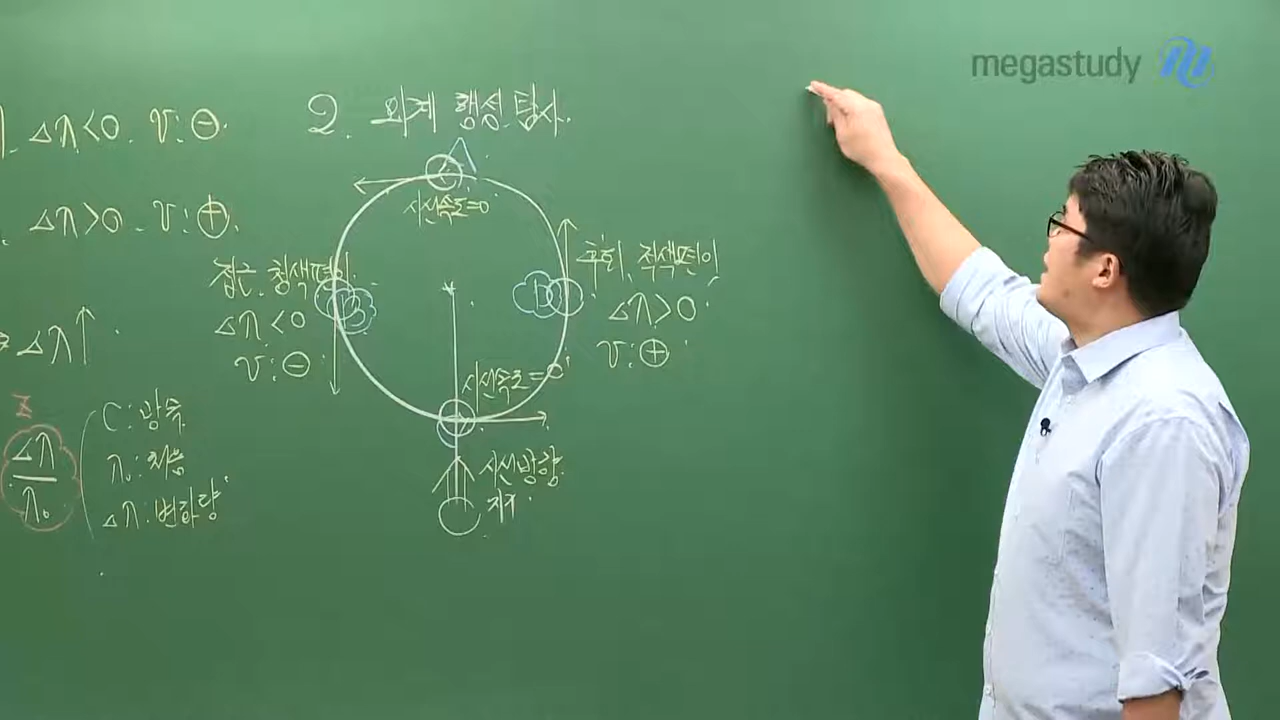 megastudy
Δλ<0. V:⊖.
Δλ>0. V:⊕.
Δλ↑
Z
Δλ
λ₀
C:광속
λ₀:
Δλ: 변화량
2. 외계 행성 탐사.
A
시선속도=0
접근. 청색편이.
Δλ<0
V:⊖
B
D
후퇴. 적색편이
Δλ>0
V:⊕
시선속도=0
시선방향.
지구